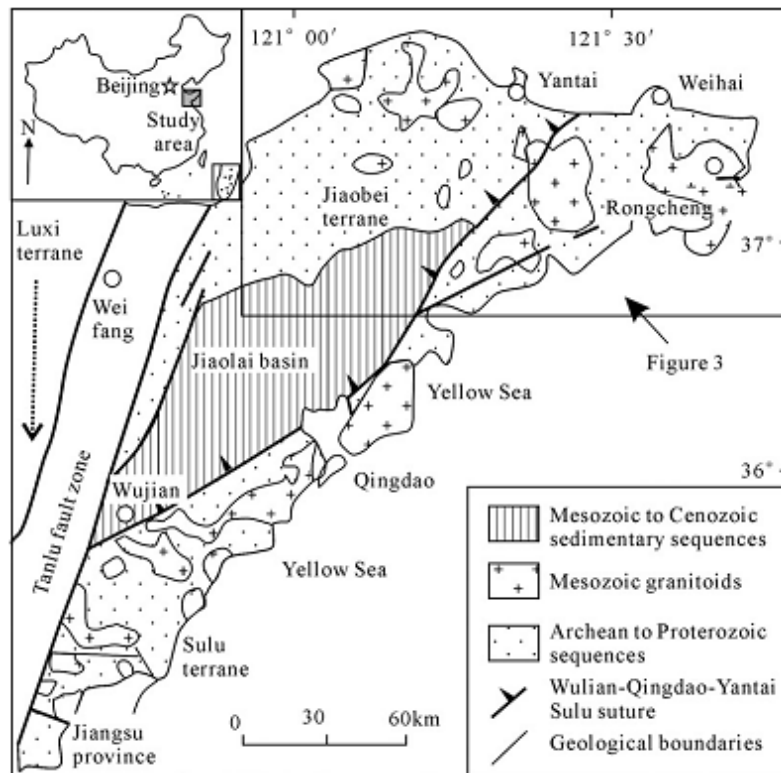 121° 00′
121° 30′
Beijing
Study
area
N
Yantai
Weihai
Jiaobei
terrane
Rongcheng
37°
Luxi
terrane
Wei
fang
Jiaolai basin
Figure 3
Yellow Sea
Qingdao
36°
Wujian
Tanlu fault zone
Yellow Sea
Sulu
terrane
Jiangsu
province
0 30 60km
Mesozoic to Cenozoic
sedimentary sequences
Mesozoic granitoids
Archean to Proterozoic
sequences
Wulian-Qingdao-Yantai
Sulu suture
Geological boundaries